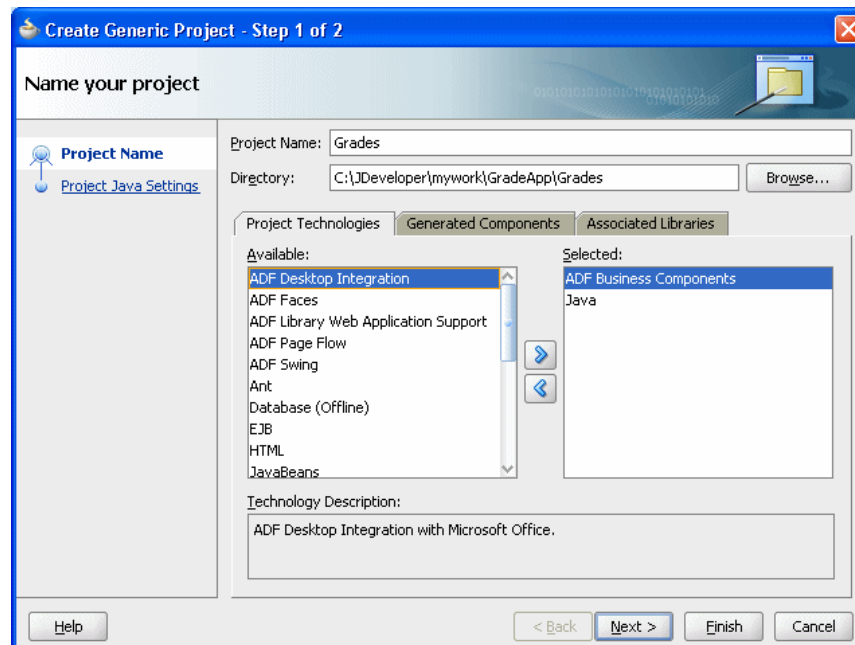 Create Generic Project - Step 1 of 2
Name your project
Project Name
Project Java Settings
Project Name: Grades
Directory: C:\JDeveloper\mywork\GradeApp\Grades Browse...
Project Technologies Generated Components Associated Libraries
Available:
ADF Desktop Integration
ADF Faces
ADF Library Web Application Support
ADF Page Flow
ADF Swing
Ant
Database (Offline)
EJB
HTML
JavaBeans
Selected:
ADF Business Components
Java
Technology Description:
ADF Desktop Integration with Microsoft Office.
Help < Back Next > Finish Cancel